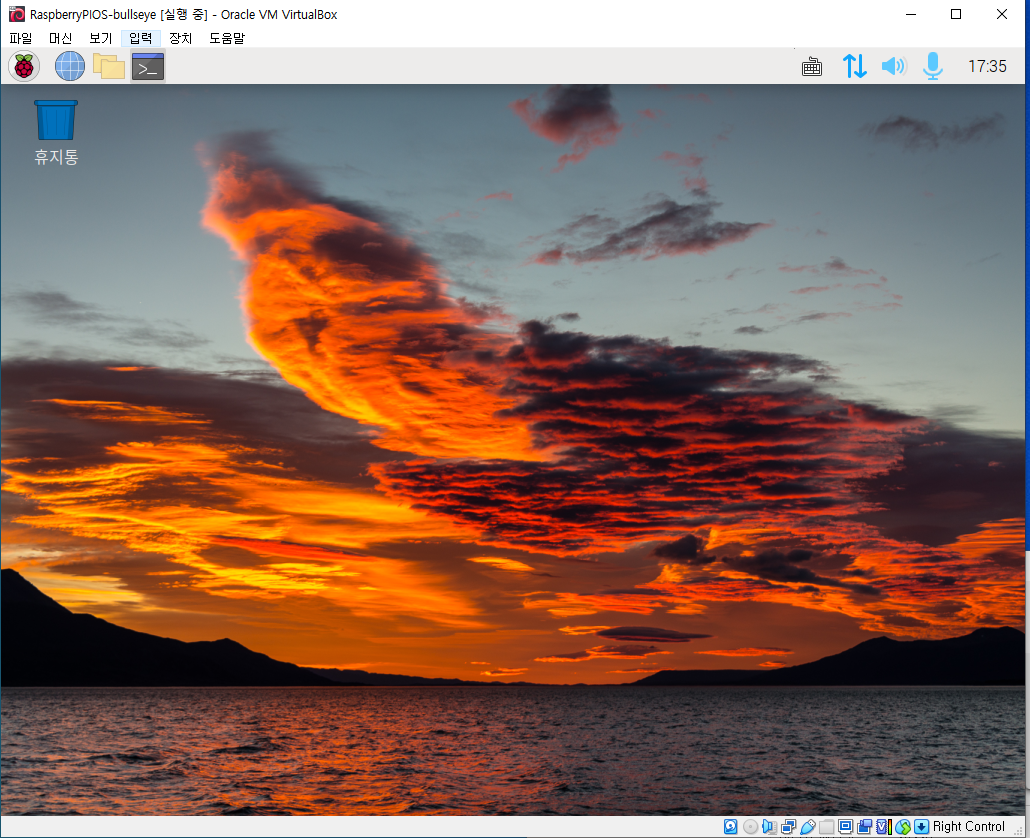 RaspberryPIOS-bullseye [실행 중] - Oracle VM VirtualBox
파일 머신 보기 입력 장치 도움말
>_ 17:35
휴지통
Right Control